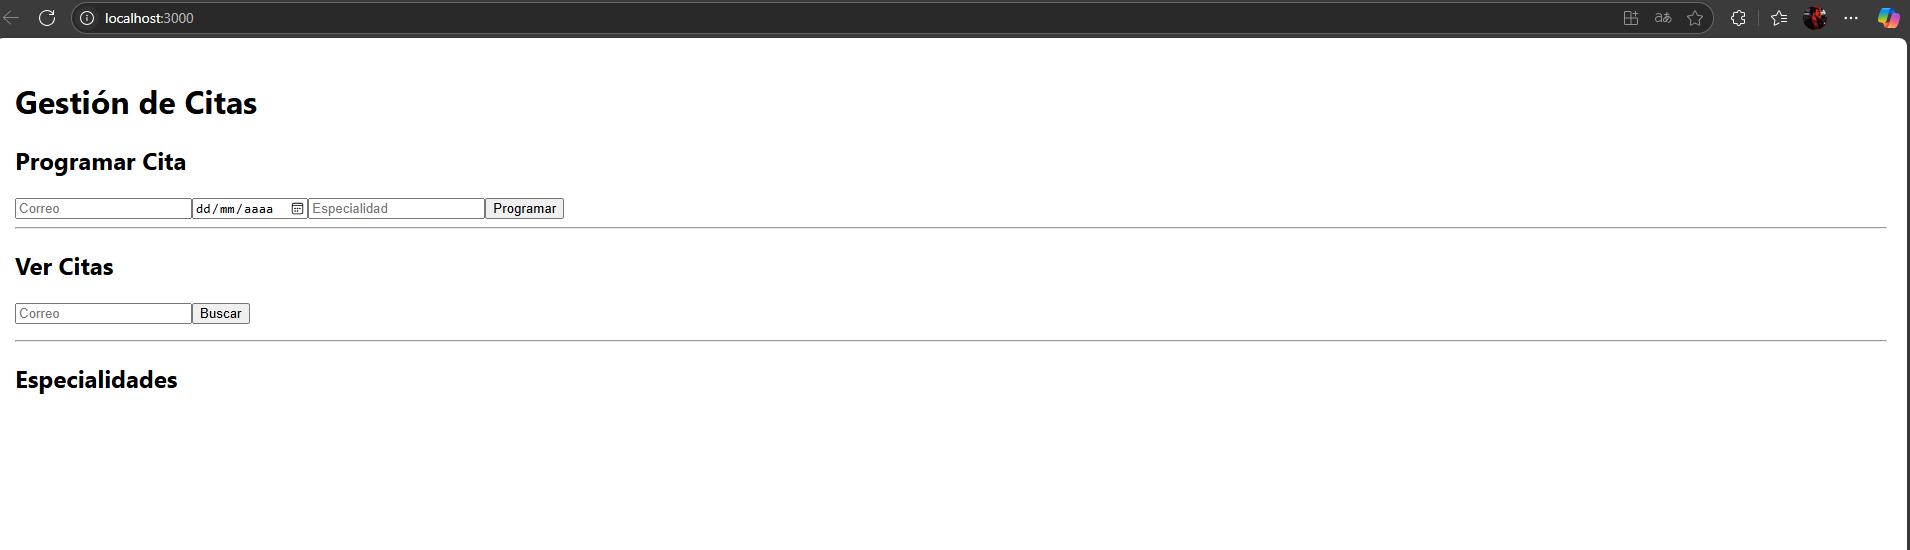 localhost:3000
Gestión de Citas
Programar Cita
Correo dd/mm/aaaa Especialidad Programar
Ver Citas
Correo Buscar
Especialidades